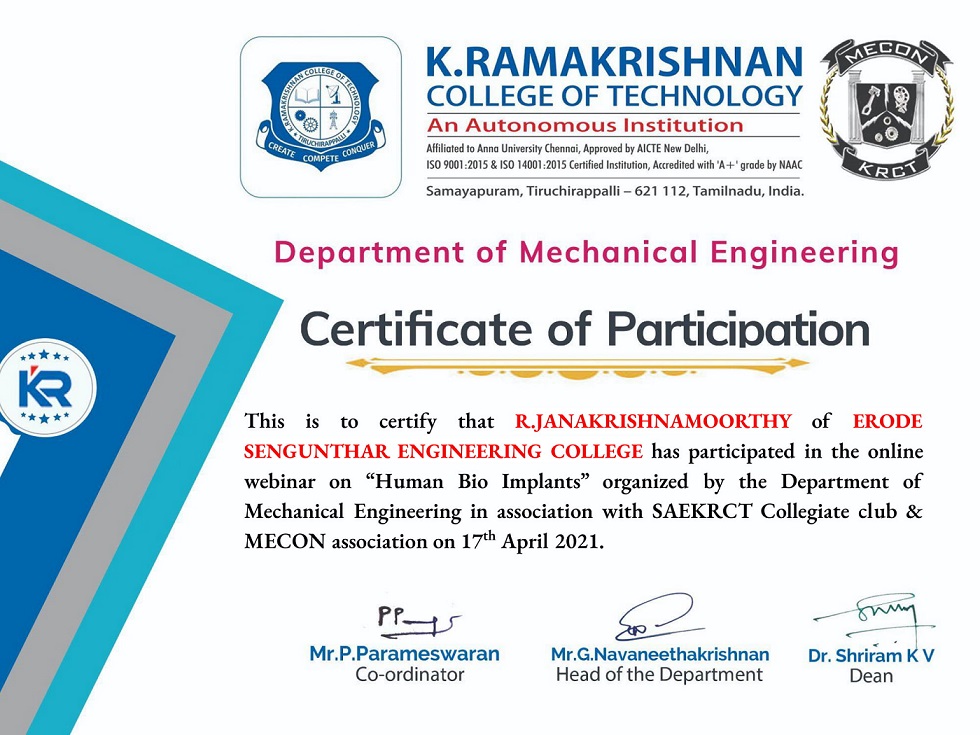 K.RAMAKRISHNAN COLLEGE OF TECHNOLOGY
TIRUCHIRAPPALLI
CREATE COMPETE CONQUER
K.RAMAKRISHNAN
COLLEGE OF TECHNOLOGY
An Autonomous Institution
Affiliated to Anna University Chennai, Approved by AICTE New Delhi,
ISO 9001:2015 & ISO 14001:2015 Certified Institution, Accredited with 'A+' grade by NAAC
Samayapuram, Tiruchirappalli – 621 112, Tamilnadu, India.
MECON
KRCT
Department of Mechanical Engineering
Certificate of Participation
KR
This is to certify that R.JANAKRISHNAMOORTHY of ERODE
SENGUNTHAR ENGINEERING COLLEGE has participated in the online
webinar on “Human Bio Implants” organized by the Department of
Mechanical Engineering in association with SAEKRCT Collegiate club &
MECON association on 17th April 2021.
Mr.P.Parameswaran
Co-ordinator
Mr.G.Navaneethakrishnan
Head of the Department
Dr. Shriram K V
Dean